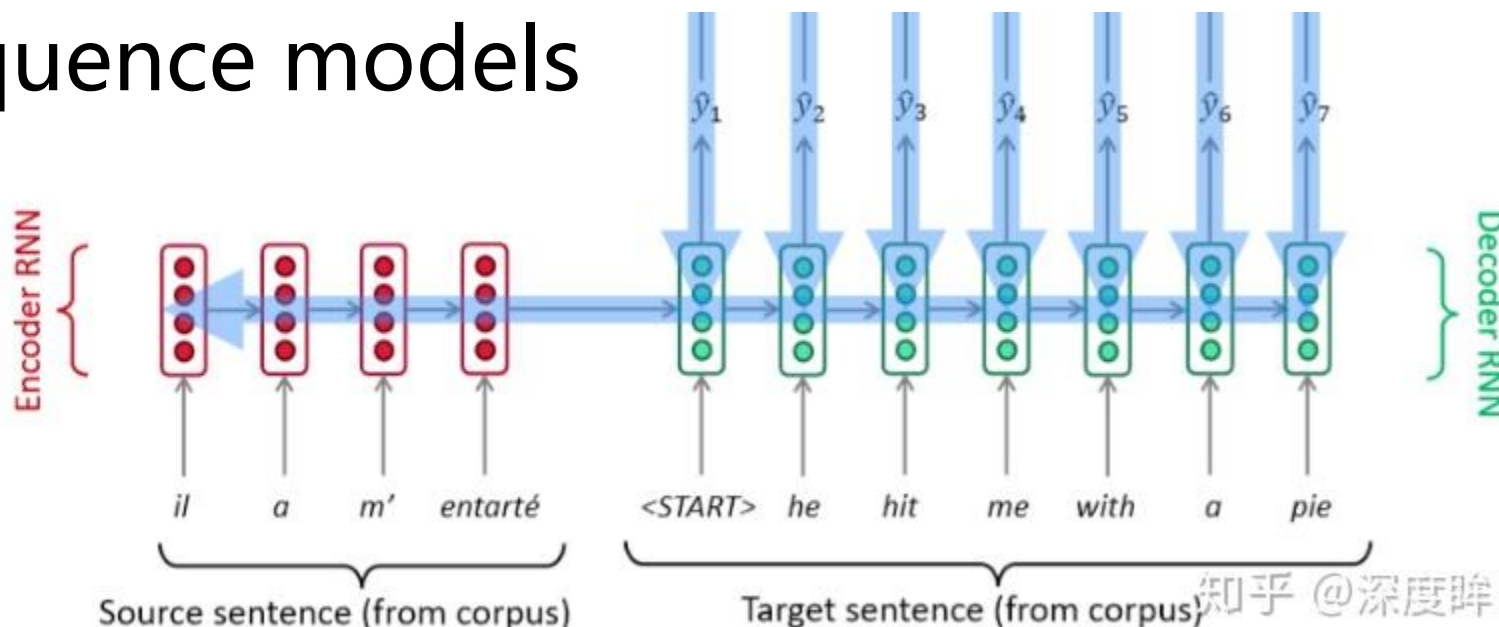 quence models
ŷ₁ ŷ₂ ŷ₃ ŷ₄ ŷ₅ ŷ₆ ŷ₇
Encoder RNN
Decoder RNN
il a m’ entarté <START> he hit me with a pie
Source sentence (from corpus)
Target sentence (from corpus)
知乎 @深度眸